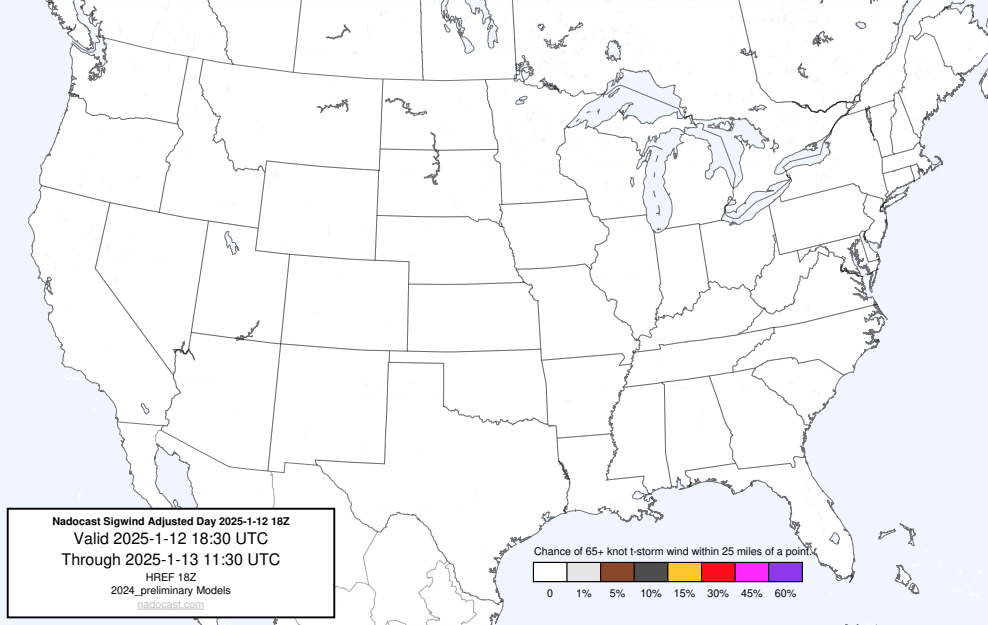 Nadocast Sigwind Adjusted Day 2025-1-12 18Z
Valid 2025-1-12 18:30 UTC
Through 2025-1-13 11:30 UTC
HREF 18Z
2024_preliminary Models
nadocast.com
Chance of 65+ knot t-storm wind within 25 miles of a point.
0 1% 5% 10% 15% 30% 45% 60%